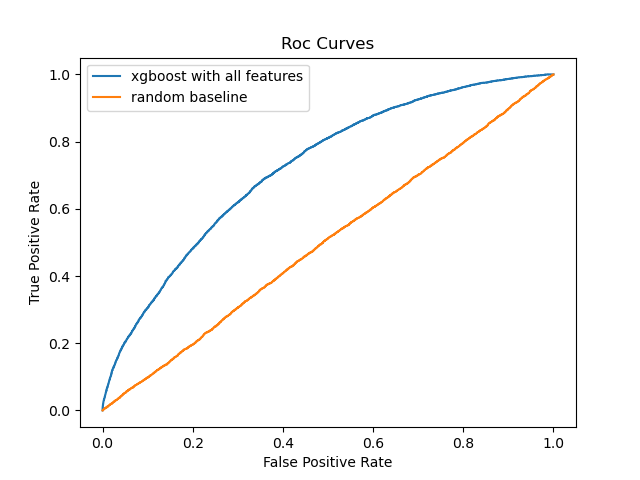 Roc Curves
xgboost with all features
random baseline
True Positive Rate
1.0
0.8
0.6
0.4
0.2
0.0
0.0 0.2 0.4 0.6 0.8 1.0
False Positive Rate